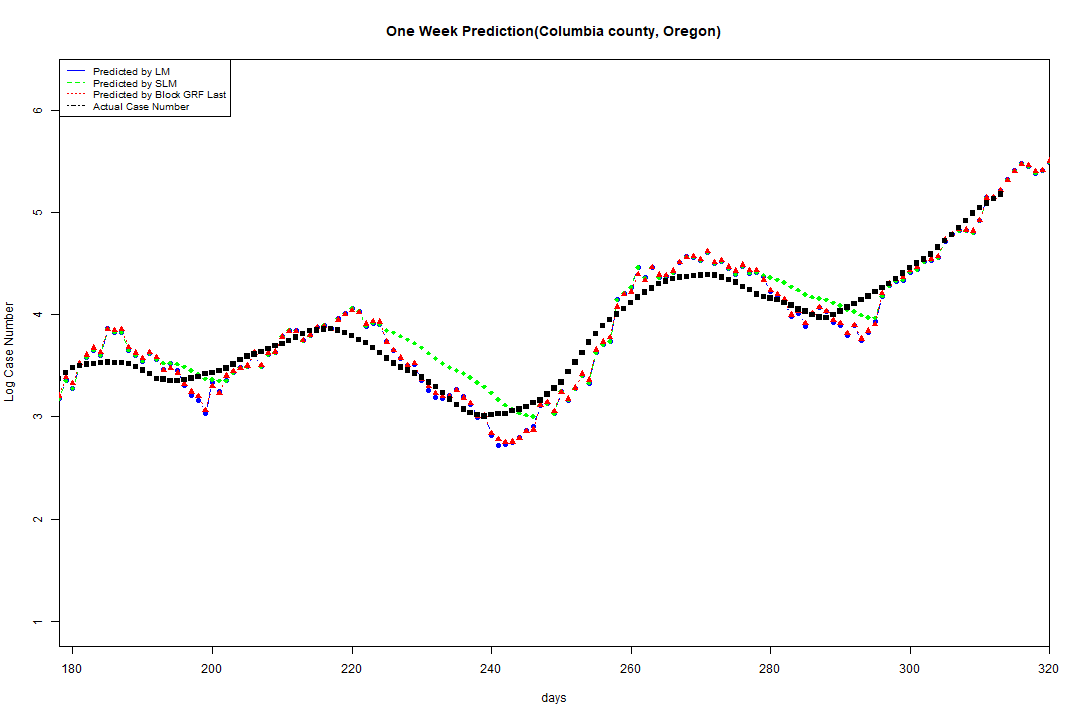 One Week Prediction(Columbia county, Oregon)
Predicted by LM
Predicted by SLM
Predicted by Block GRF Last
Actual Case Number
6
5
4
3
2
1
Log Case Number
180 200 220 240 260 280 300 320
days